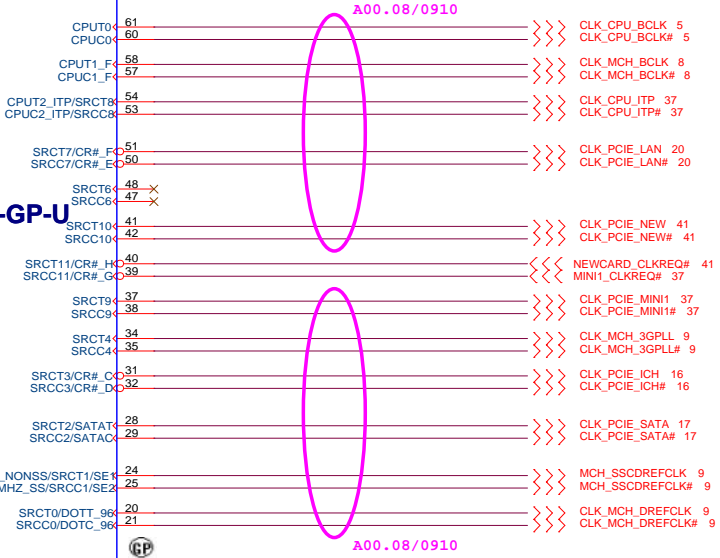 A00.08/0910
CPUT0 61 CLK_CPU_BCLK 5
CPUC0 60 CLK_CPU_BCLK# 5
CPUT1_F 58 CLK_MCH_BCLK 8
CPUC1_F 57 CLK_MCH_BCLK# 8
CPUT2_ITP/SRCT8 54 CLK_CPU_ITP 37
CPUC2_ITP/SRCC8 53 CLK_CPU_ITP# 37
SRCT7/CR#_F 51 CLK_PCIE_LAN 20
SRCC7/CR#_E 50 CLK_PCIE_LAN# 20
SRCT6 48
SRCC6 47
-GP-U
SRCT10 41 CLK_PCIE_NEW 41
SRCC10 42 CLK_PCIE_NEW# 41
SRCT11/CR#_H 40 NEWCARD_CLKREQ# 41
SRCC11/CR#_G 39 MINI1_CLKREQ# 37
SRCT9 37 CLK_PCIE_MINI1 37
SRCC9 38 CLK_PCIE_MINI1# 37
SRCT4 34 CLK_MCH_3GPLL 9
SRCC4 35 CLK_MCH_3GPLL# 9
SRCT3/CR#_C 31 CLK_PCIE_ICH 16
SRCC3/CR#_D 32 CLK_PCIE_ICH# 16
SRCT2/SATAT 28 CLK_PCIE_SATA 17
SRCC2/SATAC 29 CLK_PCIE_SATA# 17
_NONSS/SRCT1/SE1 24 MCH_SSCDREFCLK 9
MHZ_SS/SRCC1/SE2 25 MCH_SSCDREFCLK# 9
SRCT0/DOTT_96 20 CLK_MCH_DREFCLK 9
SRCC0/DOTC_96 21 CLK_MCH_DREFCLK# 9
GP
A00.08/0910